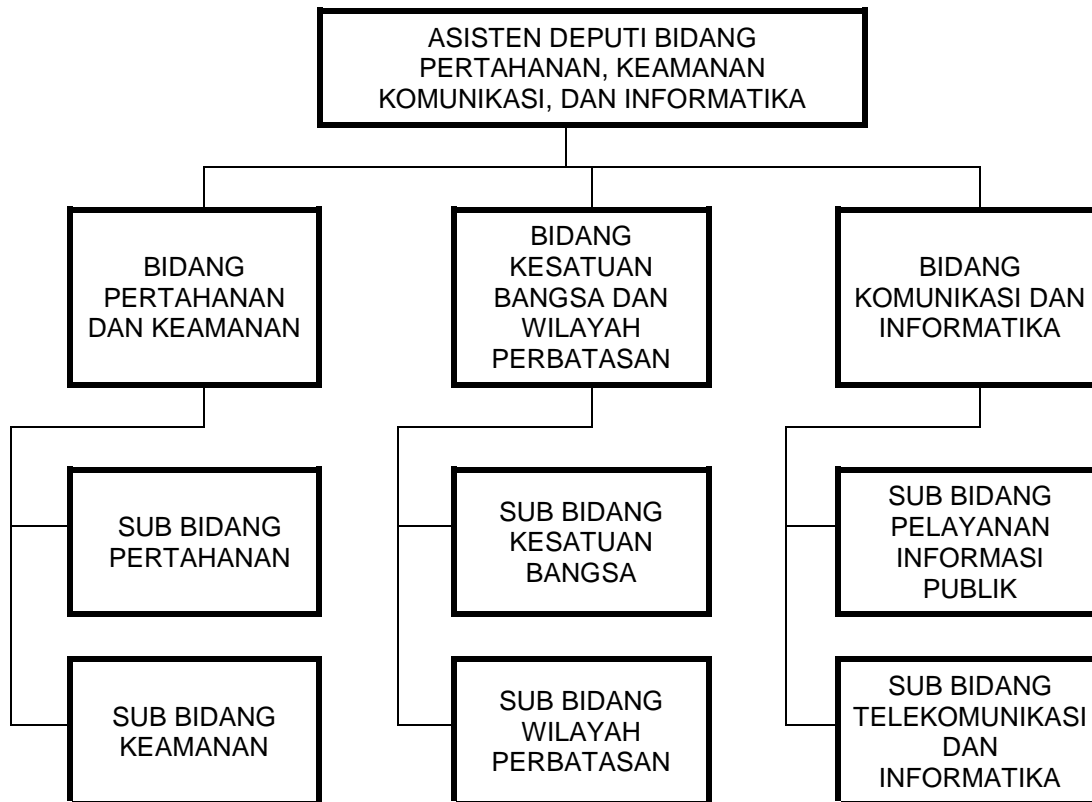 ASISTEN DEPUTI BIDANG
PERTAHANAN, KEAMANAN
KOMUNIKASI, DAN INFORMATIKA
BIDANG
PERTAHANAN
DAN KEAMANAN
BIDANG
KESATUAN
BANGSA DAN
WILAYAH
PERBATASAN
BIDANG
KOMUNIKASI DAN
INFORMATIKA
SUB BIDANG
PERTAHANAN
SUB BIDANG
KESATUAN
BANGSA
SUB BIDANG
PELAYANAN
INFORMASI
PUBLIK
SUB BIDANG
KEAMANAN
SUB BIDANG
WILAYAH
PERBATASAN
SUB BIDANG
TELEKOMUNIKASI
DAN
INFORMATIKA